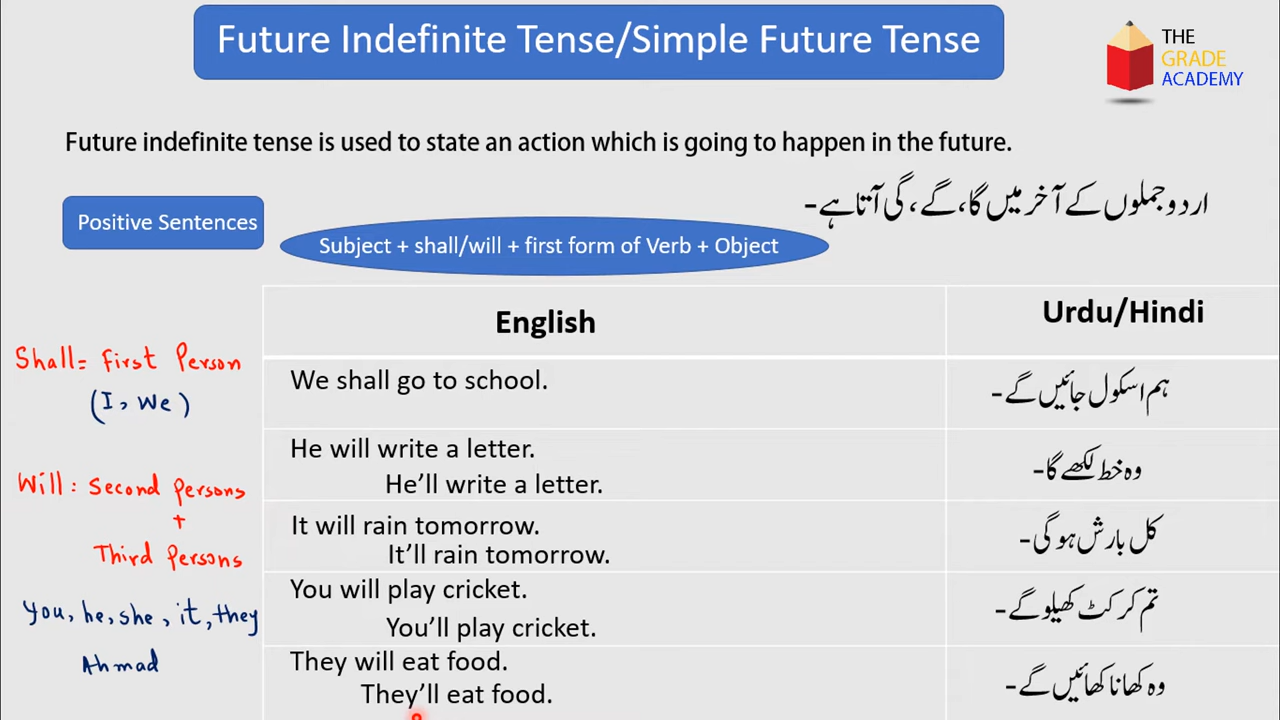 Future Indefinite Tense/Simple Future Tense
THE
GRADE
ACADEMY
Future indefinite tense is used to state an action which is going to happen in the future.
اردو جملوں کے آخر میں گا، گے، گی آتا ہے-
Positive Sentences
Subject + shall/will + first form of Verb + Object
English
Urdu/Hindi
Shall= First Person
(I, We)
We shall go to school.
ہم اسکول جائیں گے-
He will write a letter.
He’ll write a letter.
وہ خط لکھے گا-
Will: Second Persons
+
Third Persons
It will rain tomorrow.
It’ll rain tomorrow.
کل بارش ہو گی-
You will play cricket.
You’ll play cricket.
تم کرکٹ کھیلو گے-
You, he, she, it, they
Ahmad
They will eat food.
They’ll eat food.
وہ کھانا کھائیں گے-